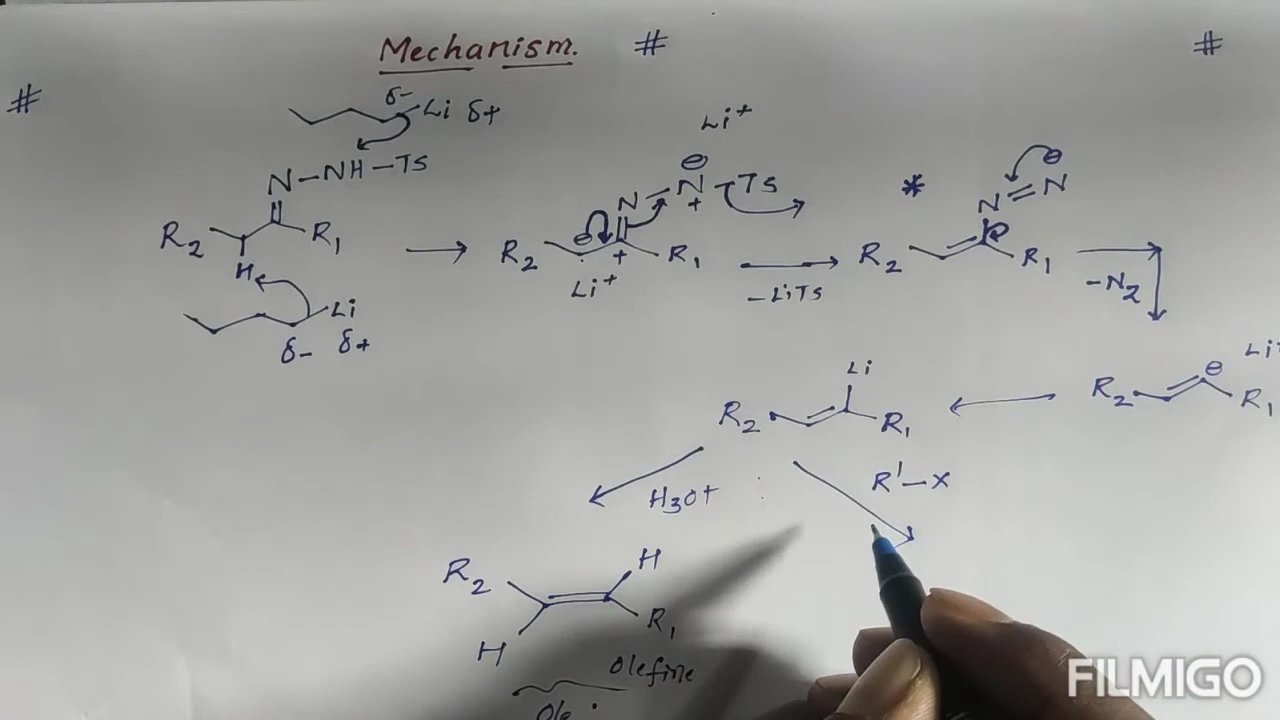 Mechanism. # #
#
δ- Li δ+
N-NH-Ts
R2 R1
H
Li
δ- δ+
Li+
⊖
N=N-Ts
+
⊖
R2 R1
+
Li+
-LiTs
*
⊖
N=N
R2 R1
-N2
Li+
⊖
R2 R1
Li
R2 R1
H3O+
R'-X
R2 H
H R1
Olefine
FILMIGO